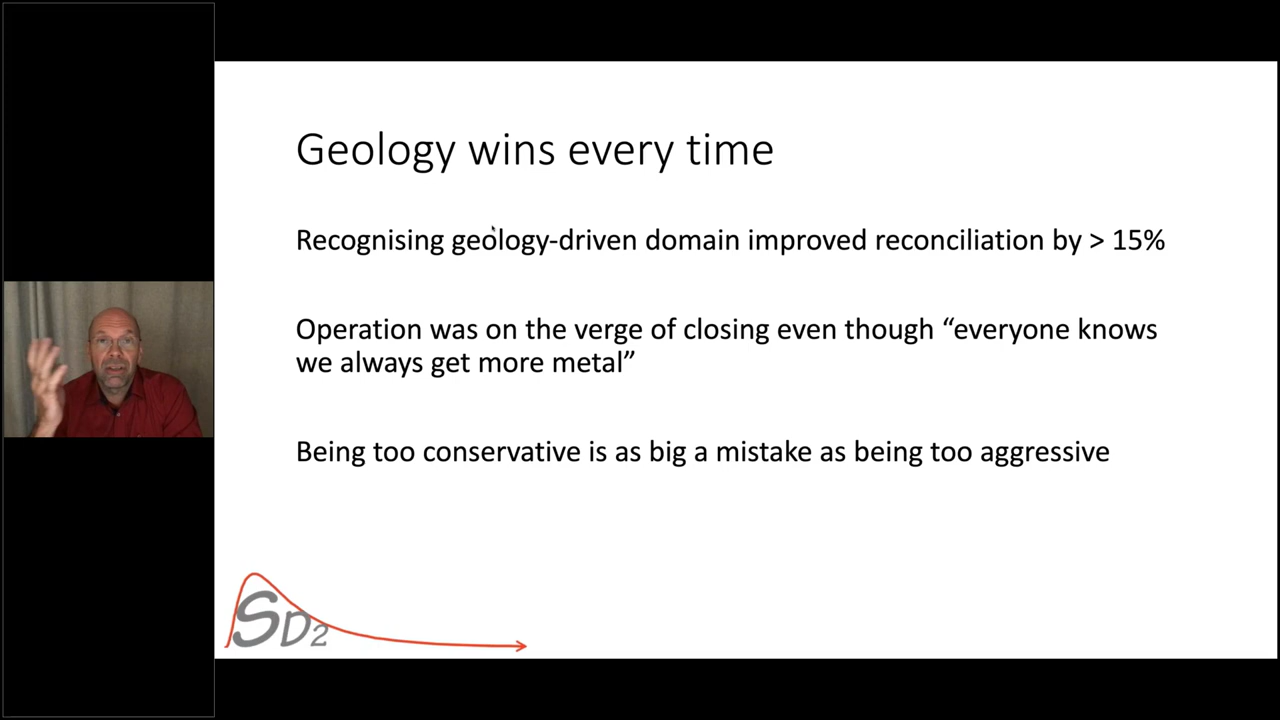 Geology wins every time
Recognising geology-driven domain improved reconciliation by > 15%
Operation was on the verge of closing even though “everyone knows
we always get more metal”
Being too conservative is as big a mistake as being too aggressive
SD2